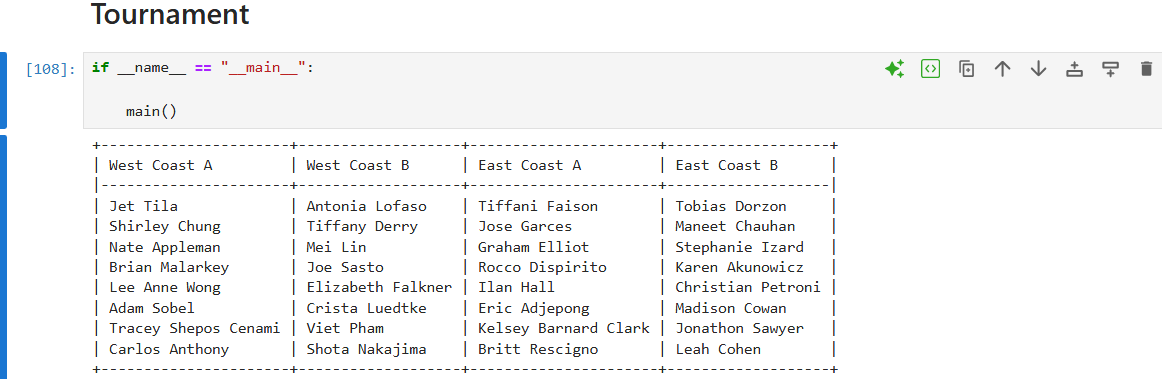 Tournament
[108]: if __name__ == "__main__":
main()
+----------------------+-------------------+----------------------+-------------------+
| West Coast A | West Coast B | East Coast A | East Coast B |
|----------------------+-------------------+----------------------+-------------------|
| Jet Tila | Antonia Lofaso | Tiffani Faison | Tobias Dorzon |
| Shirley Chung | Tiffany Derry | Jose Garces | Maneet Chauhan |
| Nate Appleman | Mei Lin | Graham Elliot | Stephanie Izard |
| Brian Malarkey | Joe Sasto | Rocco Dispirito | Karen Akunowicz |
| Lee Anne Wong | Elizabeth Falkner | Ilan Hall | Christian Petroni |
| Adam Sobel | Crista Luedtke | Eric Adjepong | Madison Cowan |
| Tracey Shepos Cenami | Viet Pham | Kelsey Barnard Clark | Jonathon Sawyer |
| Carlos Anthony | Shota Nakajima | Britt Rescigno | Leah Cohen |
+----------------------+-------------------+----------------------+-------------------+